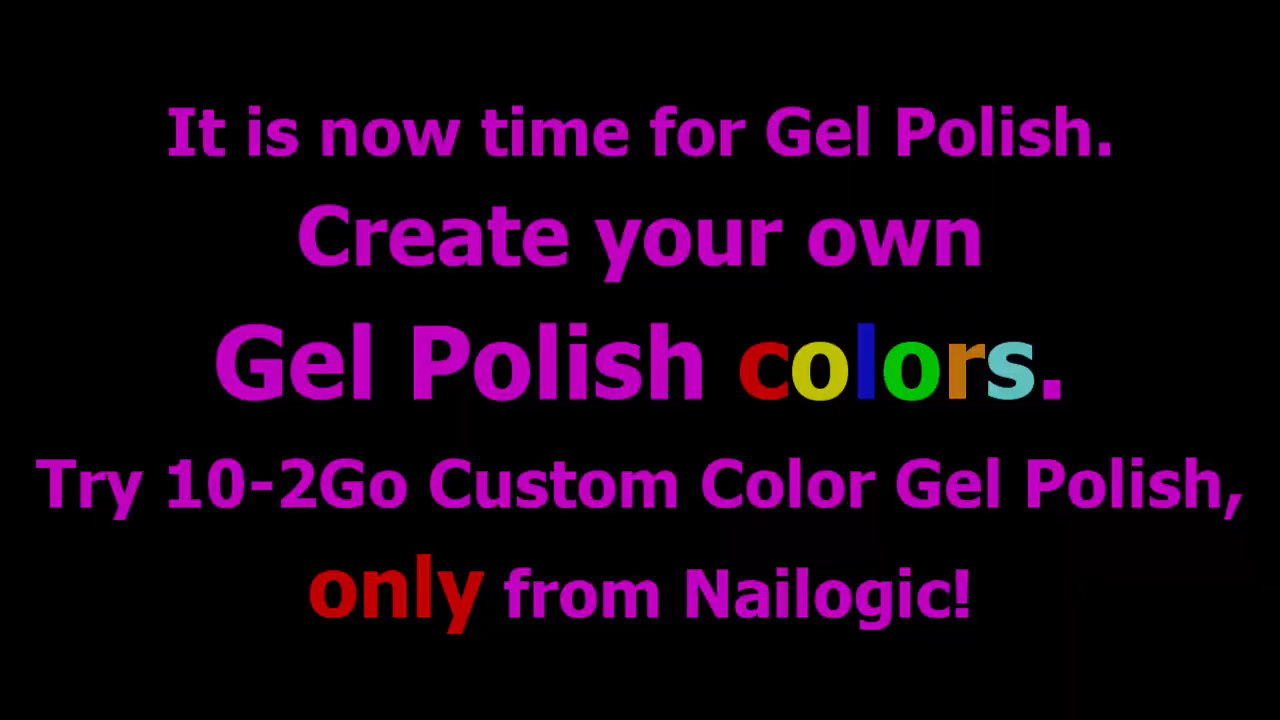 It is now time for Gel Polish.
Create your own
Gel Polish colors.
Try 10-2Go Custom Color Gel Polish,
only from Nailogic!